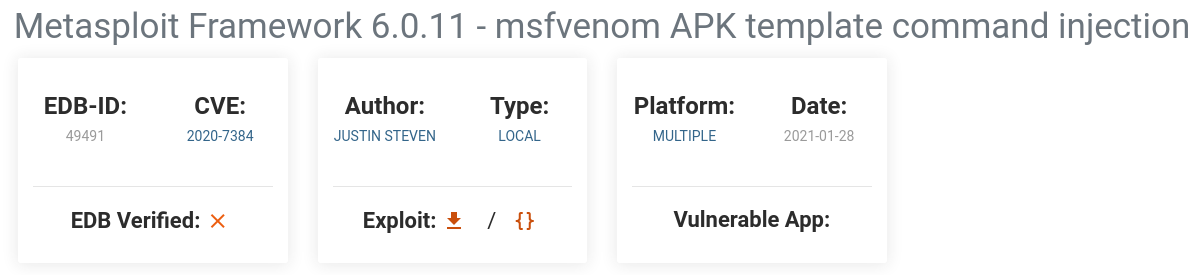 Metasploit Framework 6.0.11 - msfvenom APK template command injection
EDB-ID: CVE: Author: Type: Platform: Date:
49491 2020-7384 JUSTIN STEVEN LOCAL MULTIPLE 2021-01-28
EDB Verified: × Exploit: / {} Vulnerable App: